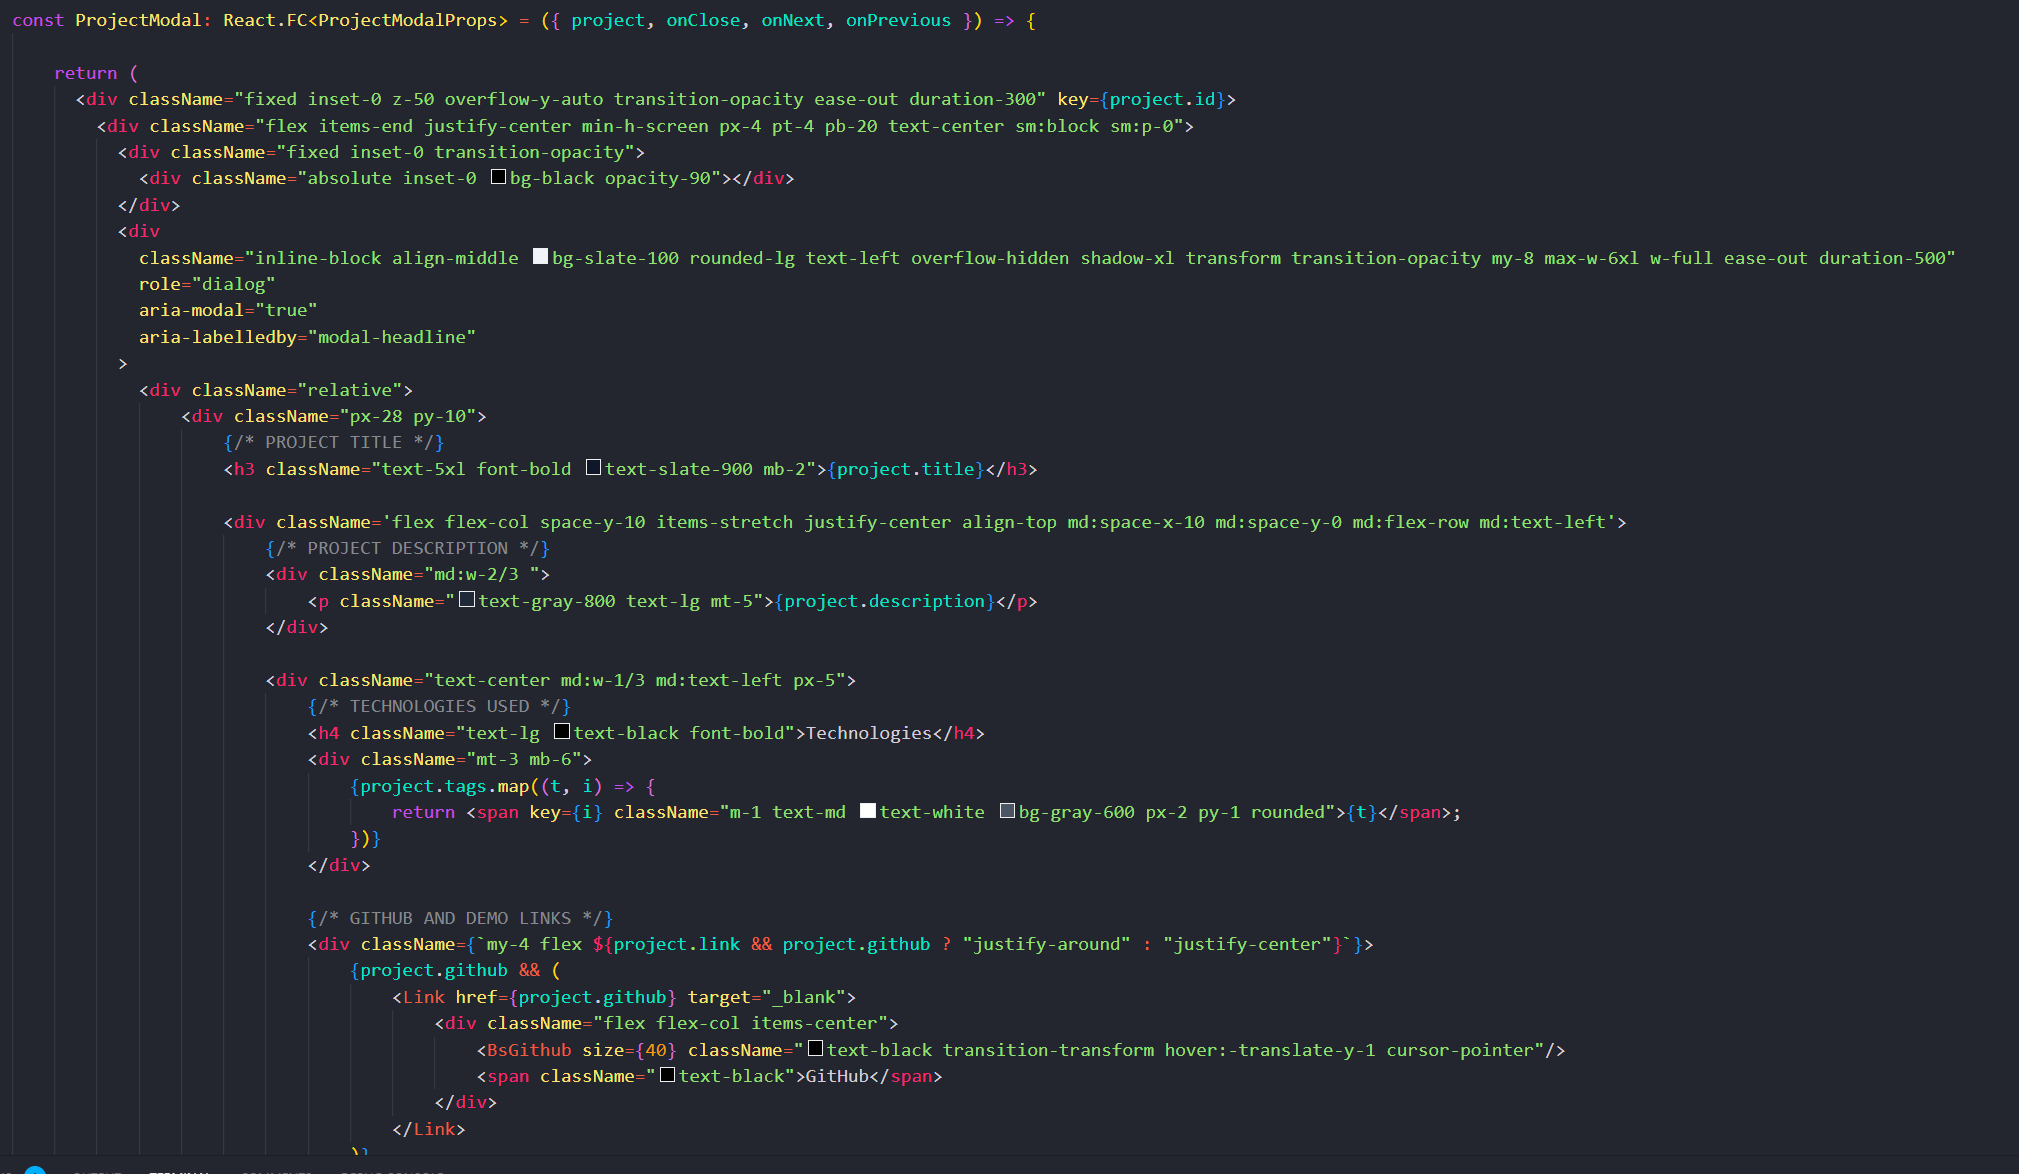 const ProjectModal: React.FC<ProjectModalProps> = ({ project, onClose, onNext, onPrevious }) => {
return (
<div className="fixed inset-0 z-50 overflow-y-auto transition-opacity ease-out duration-300" key={project.id}>
<div className="flex items-end justify-center min-h-screen px-4 pt-4 pb-20 text-center sm:block sm:p-0">
<div className="fixed inset-0 transition-opacity">
<div className="absolute inset-0 bg-black opacity-90"></div>
</div>
<div
className="inline-block align-middle bg-slate-100 rounded-lg text-left overflow-hidden shadow-xl transform transition-opacity my-8 max-w-6xl w-full ease-out duration-500"
role="dialog"
aria-modal="true"
aria-labelledby="modal-headline"
>
<div className="relative">
<div className="px-28 py-10">
{/* PROJECT TITLE */}
<h3 className="text-5xl font-bold text-slate-900 mb-2">{project.title}</h3>
<div className='flex flex-col space-y-10 items-stretch justify-center align-top md:space-x-10 md:space-y-0 md:flex-row md:text-left'>
{/* PROJECT DESCRIPTION */}
<div className="md:w-2/3 ">
<p className="text-gray-800 text-lg mt-5">{project.description}</p>
</div>
<div className="text-center md:w-1/3 md:text-left px-5">
{/* TECHNOLOGIES USED */}
<h4 className="text-lg text-black font-bold">Technologies</h4>
<div className="mt-3 mb-6">
{project.tags.map((t, i) => {
return <span key={i} className="m-1 text-md text-white bg-gray-600 px-2 py-1 rounded">{t}</span>;
})}
</div>
{/* GITHUB AND DEMO LINKS */}
<div className={`my-4 flex ${project.link && project.github ? "justify-around" : "justify-center"}`}>
{project.github && (
<Link href={project.github} target="_blank">
<div className="flex flex-col items-center">
<BsGithub size={40} className="text-black transition-transform hover:-translate-y-1 cursor-pointer"/>
<span className="text-black">GitHub</span>
</div>
</Link>
)}